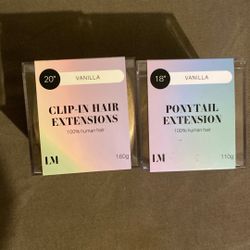 20"
VANILLA
CLIP-IN HAIR
EXTENSIONS
100% human hair
LM
180g
18"
VANILLA
PONYTAIL
EXTENSION
100% human hair
LM
110g